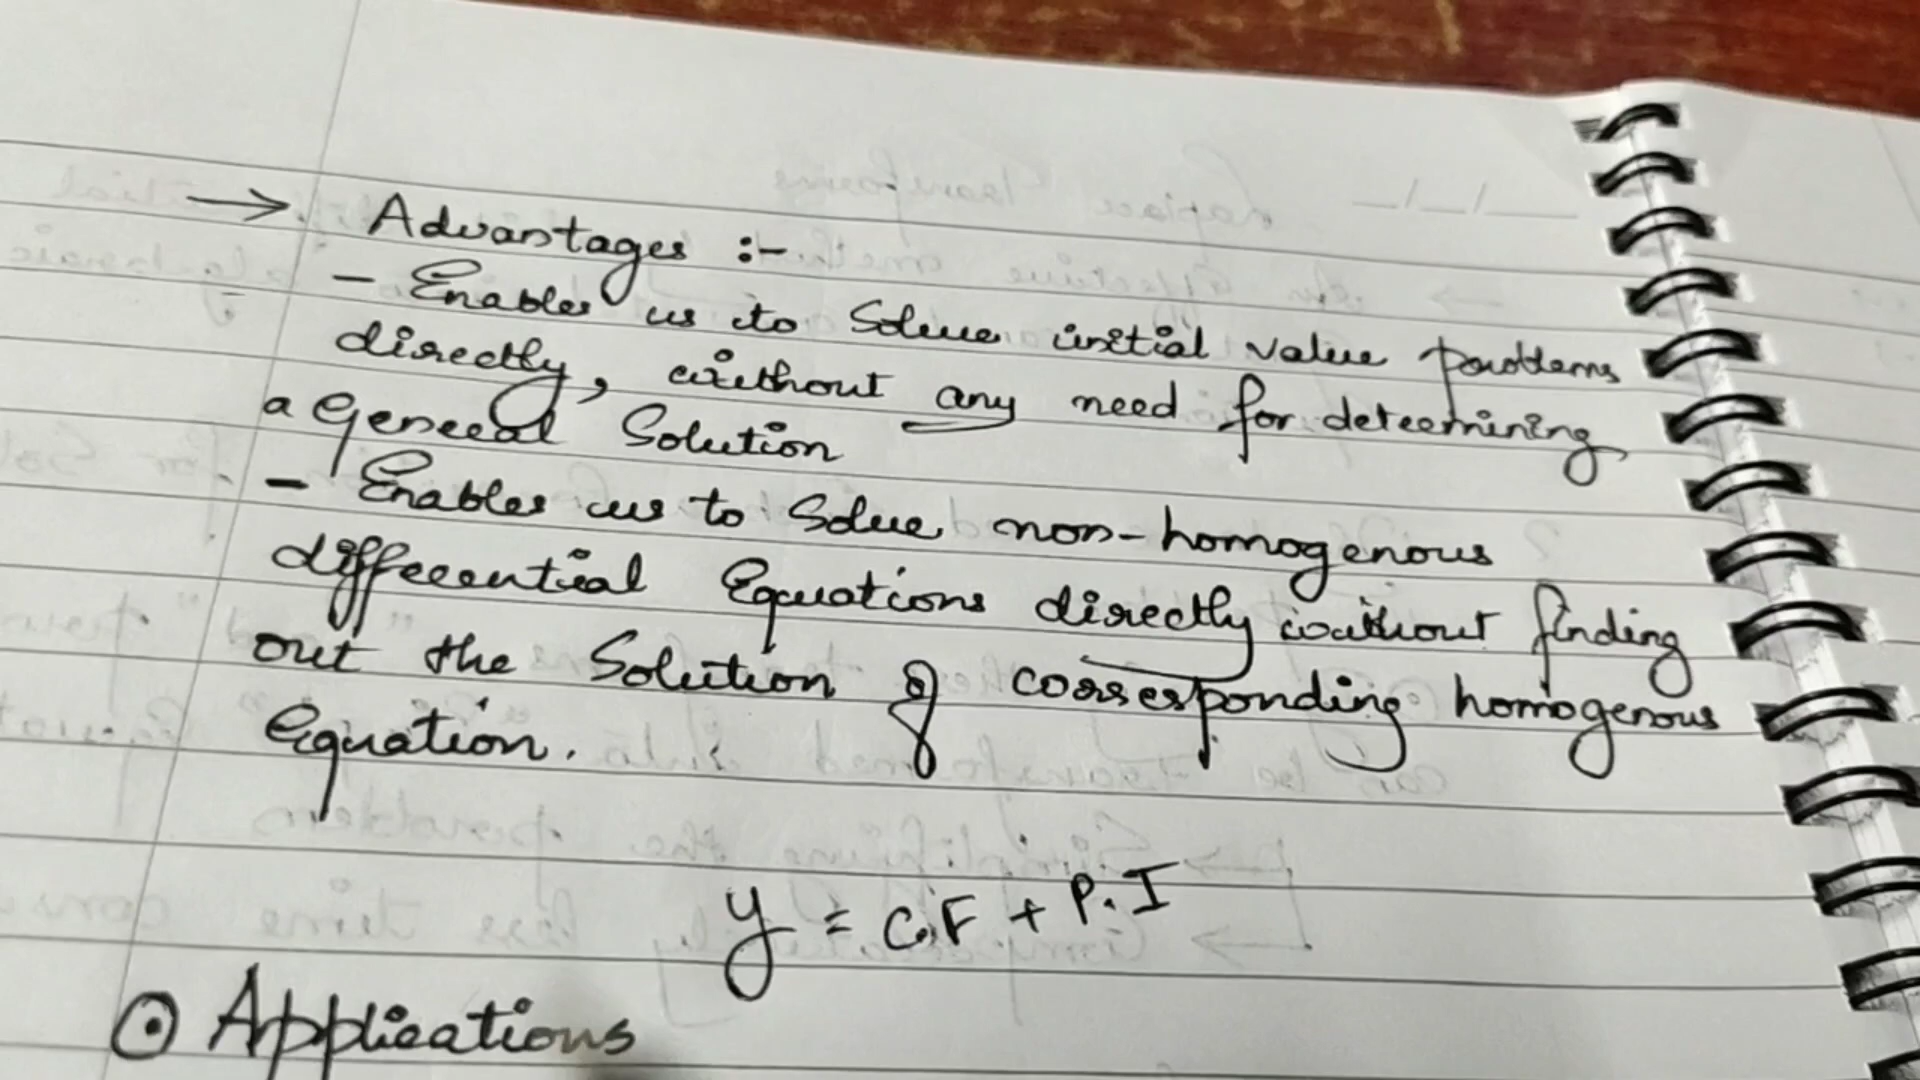 → Advantages :-
- Enables us to Solve initial value problems
directly, without any need for determining
a General Solution
- Enables us to Solve non-homogenous
differential Equations directly without finding
out the Solution of corresponding homogenous
Equation.
y = C.F + P.I
⊙ Applications